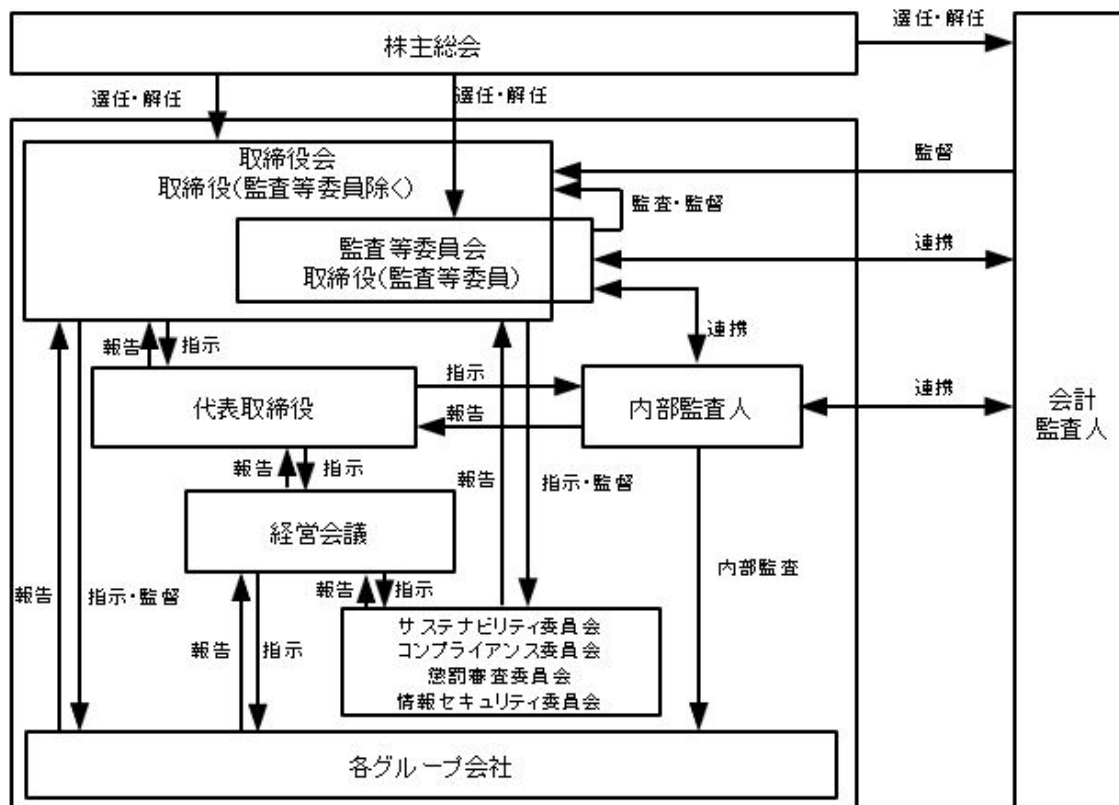 株主総会
選任・解任
選任・解任
選任・解任
取締役会
取締役(監査等委員除く)
監督
監査・監督
監査等委員会
取締役(監査等委員)
連携
連携
報告
指示
代表取締役
指示
報告
内部監査人
連携
会計
監査人
報告
指示
報告
指示・監督
経営会議
内部監査
報告
指示・監督
報告
指示
報告
指示
サステナビリティ委員会
コンプライアンス委員会
懲罰審査委員会
情報セキュリティ委員会
各グループ会社